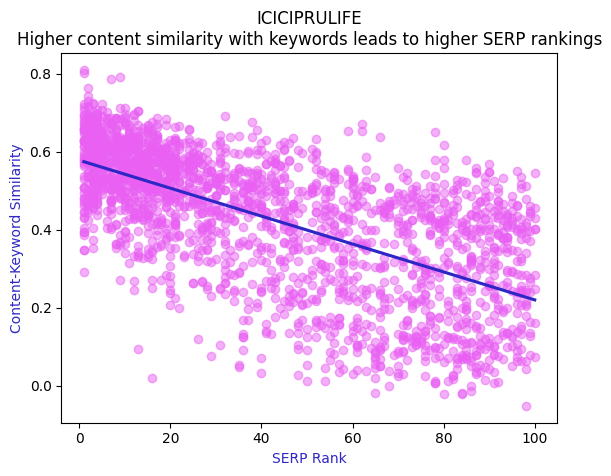 ICICIPRULIFE
Higher content similarity with keywords leads to higher SERP rankings
0.8
0.6
0.4
0.2
0.0
Content-Keyword Similarity
0 20 40 60 80 100
SERP Rank